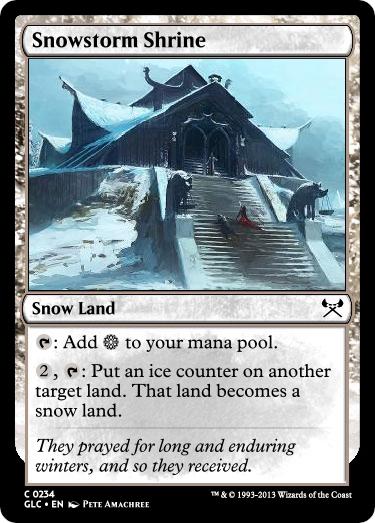 Snowstorm Shrine
Snow Land
: Add to your mana pool.
2 , : Put an ice counter on another
target land. That land becomes a
snow land.
They prayed for long and enduring
winters, and so they received.
C 0234
GLC • EN Pete Amachree
™ & © 1993-2013 Wizards of the Coast